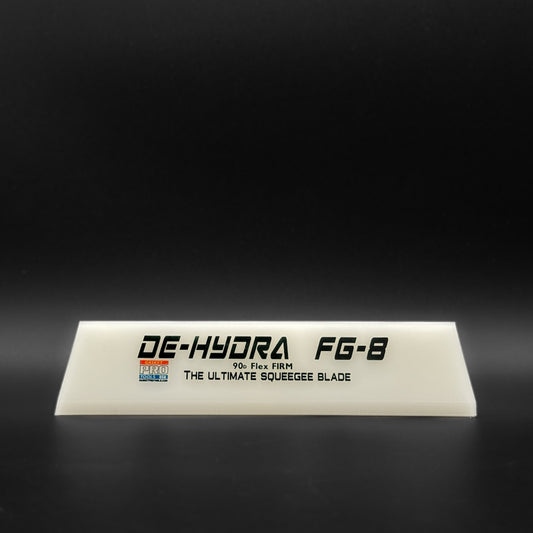 DE-HYDRA FG-8
90D Flex FIRM
THE ULTIMATE SQUEEGEE BLADE
PRO